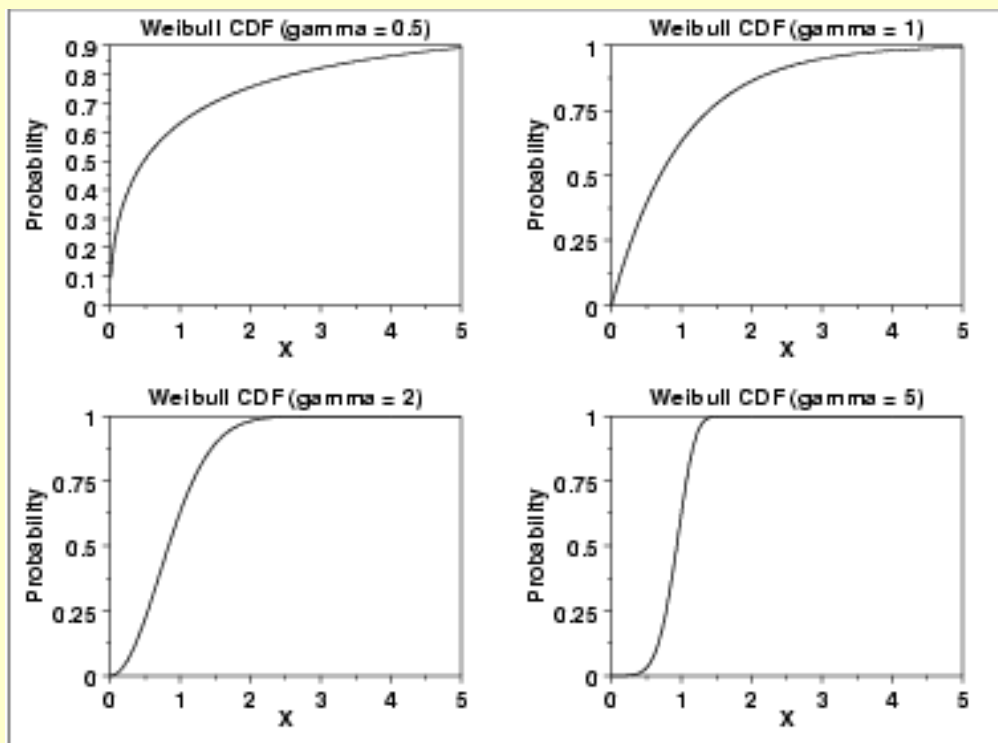 Weibull CDF (gamma = 0.5)
0.9
0.8
0.7
0.6
0.5
0.4
0.3
0.2
0.1
0
Probability
0 1 2 3 4 5
X
Weibull CDF (gamma = 1)
1
0.75
0.5
0.25
0
Probability
0 1 2 3 4 5
X
Weibull CDF (gamma = 2)
1
0.75
0.5
0.25
0
Probability
0 1 2 3 4 5
X
Weibull CDF (gamma = 5)
1
0.75
0.5
0.25
0
Probability
0 1 2 3 4 5
X